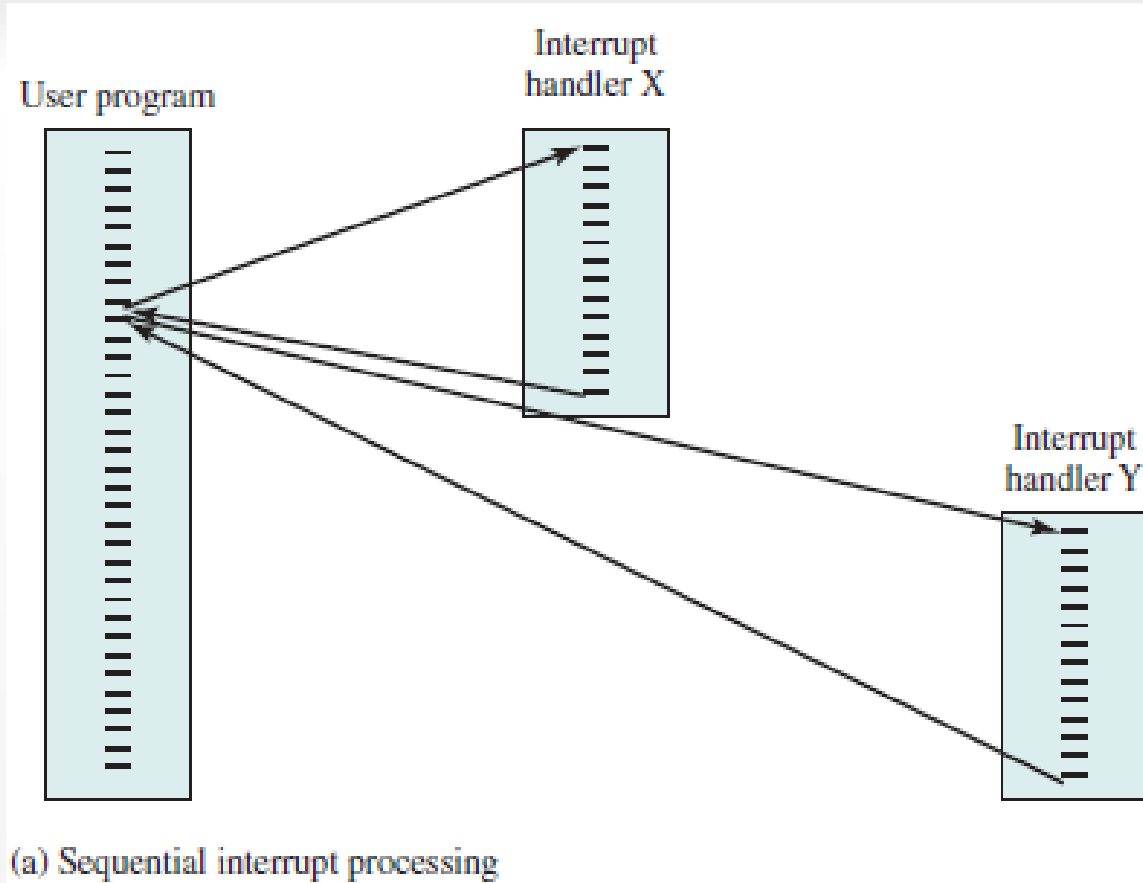 Interrupt
handler X
User program
Interrupt
handler Y
(a) Sequential interrupt processing